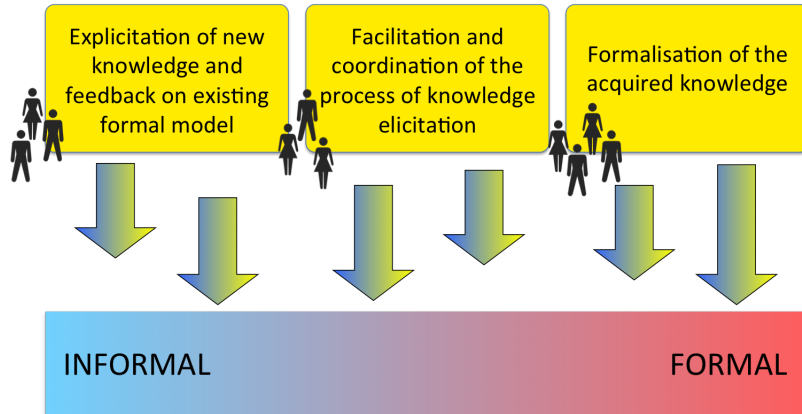 Explicitation of new
knowledge and
feedback on existing
formal model
Facilitation and
coordination of the
process of knowledge
elicitation
Formalisation of the
acquired knowledge
INFORMAL
FORMAL